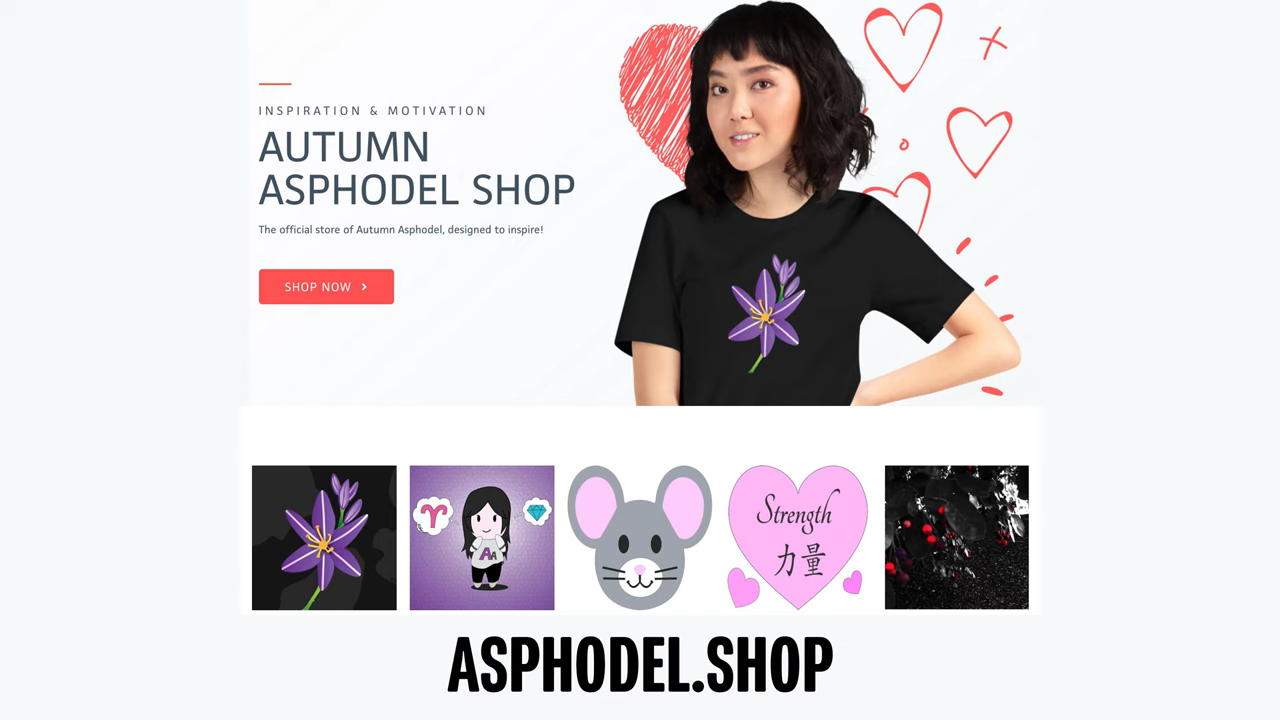 INSPIRATION & MOTIVATION
AUTUMN
ASPHODEL SHOP
The official store of Autumn Asphodel, designed to inspire!
SHOP NOW
AA
Strength
力量
ASPHODEL.SHOP